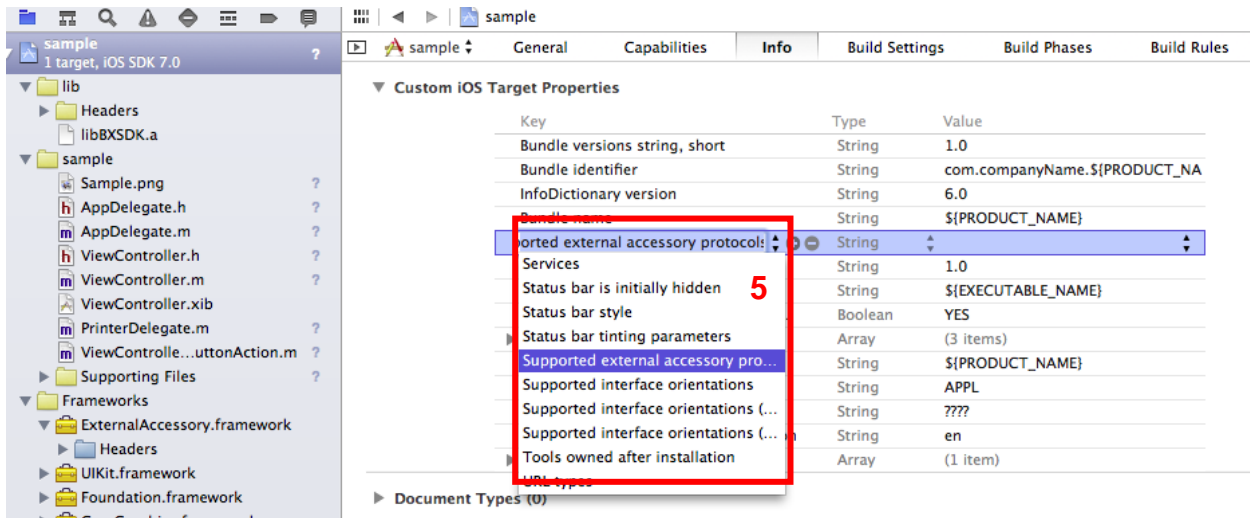 sample
sample
1 target, iOS SDK 7.0
?
lib
Headers
libBXSDK.a
sample
Sample.png ?
AppDelegate.h ?
AppDelegate.m ?
ViewController.h ?
ViewController.m ?
ViewController.xib
PrinterDelegate.m ?
ViewControlle...uttonAction.m ?
Supporting Files ?
Frameworks
ExternalAccessory.framework
Headers
UIKit.framework
Foundation.framework
sample General Capabilities Info Build Settings Build Phases Build Rules
Custom iOS Target Properties
Key Type Value
Bundle versions string, short String 1.0
Bundle identifier String com.companyName.${PRODUCT_NA
InfoDictionary version String 6.0
Bundle name String ${PRODUCT_NAME}
orted external accessory protocols String
Services String 1.0
Status bar is initially hidden 5 String ${EXECUTABLE_NAME}
Status bar style Boolean YES
Status bar tinting parameters Array (3 items)
Supported external accessory pro... String ${PRODUCT_NAME}
Supported interface orientations String APPL
Supported interface orientations (... String ????
Supported interface orientations (... String en
Tools owned after installation Array (1 item)
URL types
Document Types (0)